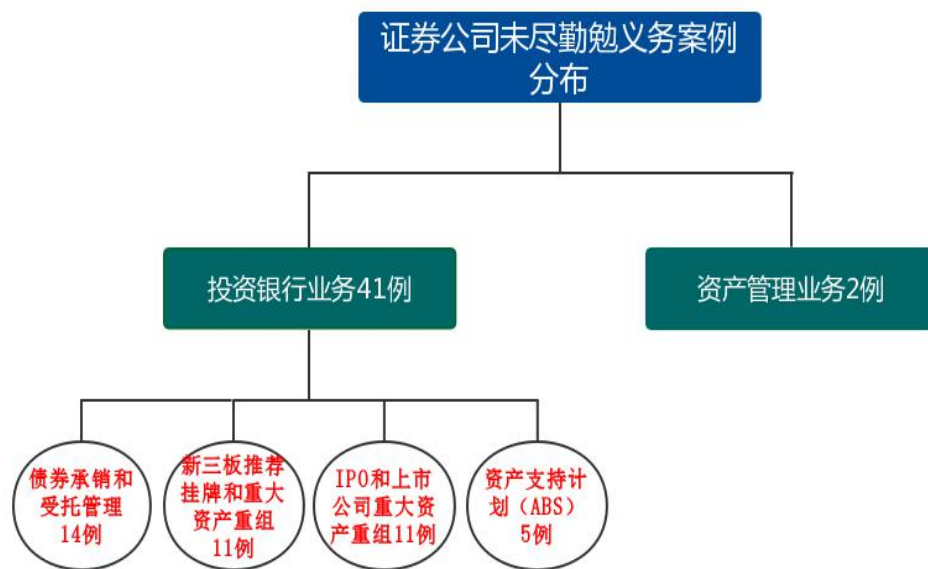 证券公司未尽勤勉义务案例
分布
投资银行业务41例
资产管理业务2例
债券承销和
受托管理
14例
新三板推荐
挂牌和重大
资产重组
11例
IPO和上市
公司重大资
产重组11例
资产支持计
划（ABS）
5例